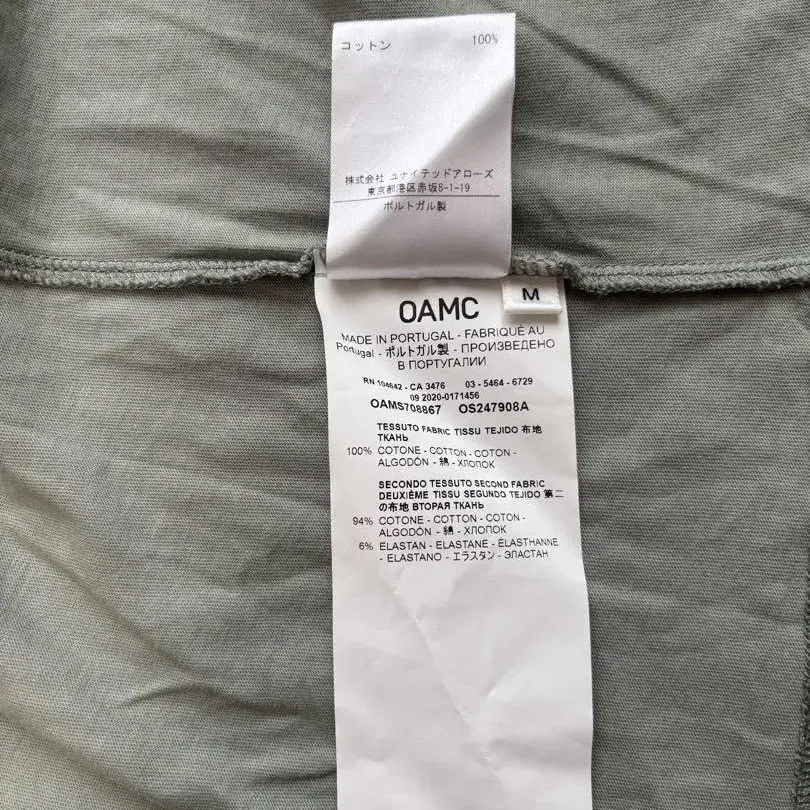 コットン 100%
株式会社 ユナイテッドアローズ
東京都港区赤坂8-1-19
ポルトガル製
M
OAMC
MADE IN PORTUGAL - FABRIQUÉ AU
Portugal - ポルトガル製 - ПРОИЗВЕДЕНО
В ПОРТУГАЛИИ
RN 104642 - CA 3476 03 - 5464 - 6729
09 2020-0171456
OAMS708867 OS247908A
TESSUTO FABRIC TISSU TEJIDO 布地
ТКАНЬ
100% COTONE - COTTON - COTON -
ALGODÓN - 綿 - ХЛОПОК
SECONDO TESSUTO SECOND FABRIC
DEUXIÈME TISSU SEGUNDO TEJIDO 第二
の布地 ВТОРАЯ ТКАНЬ
94% COTONE - COTTON - COTON -
ALGODÓN - 綿 - ХЛОПОК
6% ELASTAN - ELASTANE - ÉLASTHANNE
- ELASTANO - エラスタン - ЭЛАСТАН